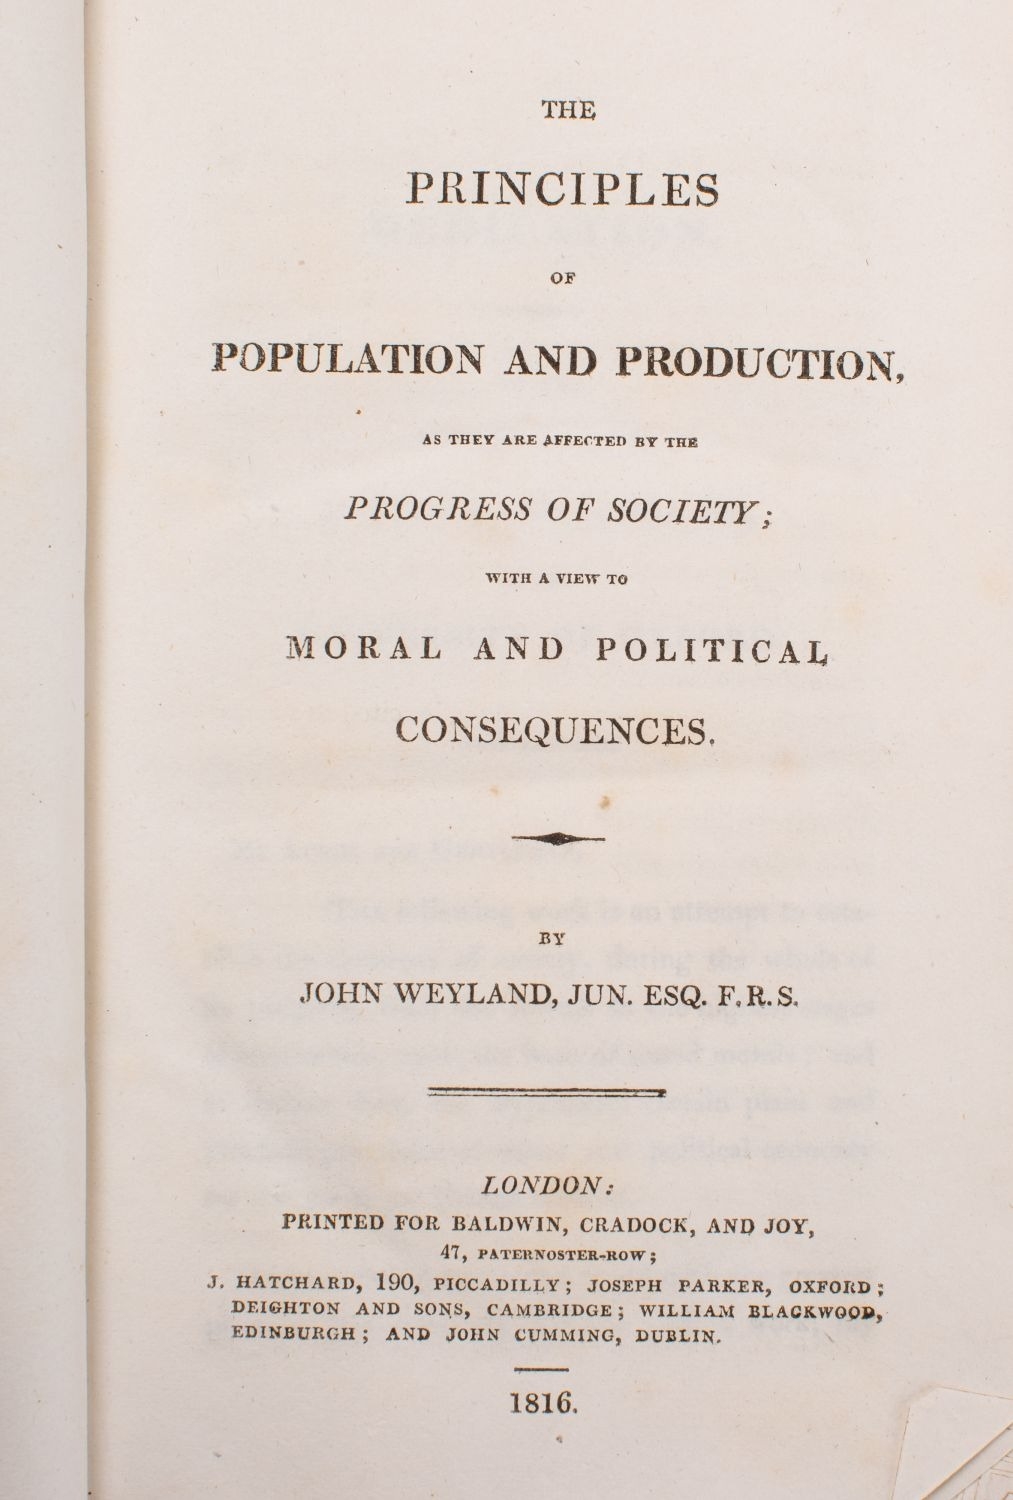 THE
PRINCIPLES
OF
POPULATION AND PRODUCTION,
AS THEY ARE AFFECTED BY THE
PROGRESS OF SOCIETY;
WITH A VIEW TO
MORAL AND POLITICAL
CONSEQUENCES.
BY
JOHN WEYLAND, JUN. ESQ. F.R.S.
LONDON:
PRINTED FOR BALDWIN, CRADOCK, AND JOY,
47, PATERNOSTER-ROW;
J. HATCHARD, 190, PICCADILLY; JOSEPH PARKER, OXFORD;
DEIGHTON AND SONS, CAMBRIDGE; WILLIAM BLACKWOOD,
EDINBURGH; AND JOHN CUMMING, DUBLIN.
1816.